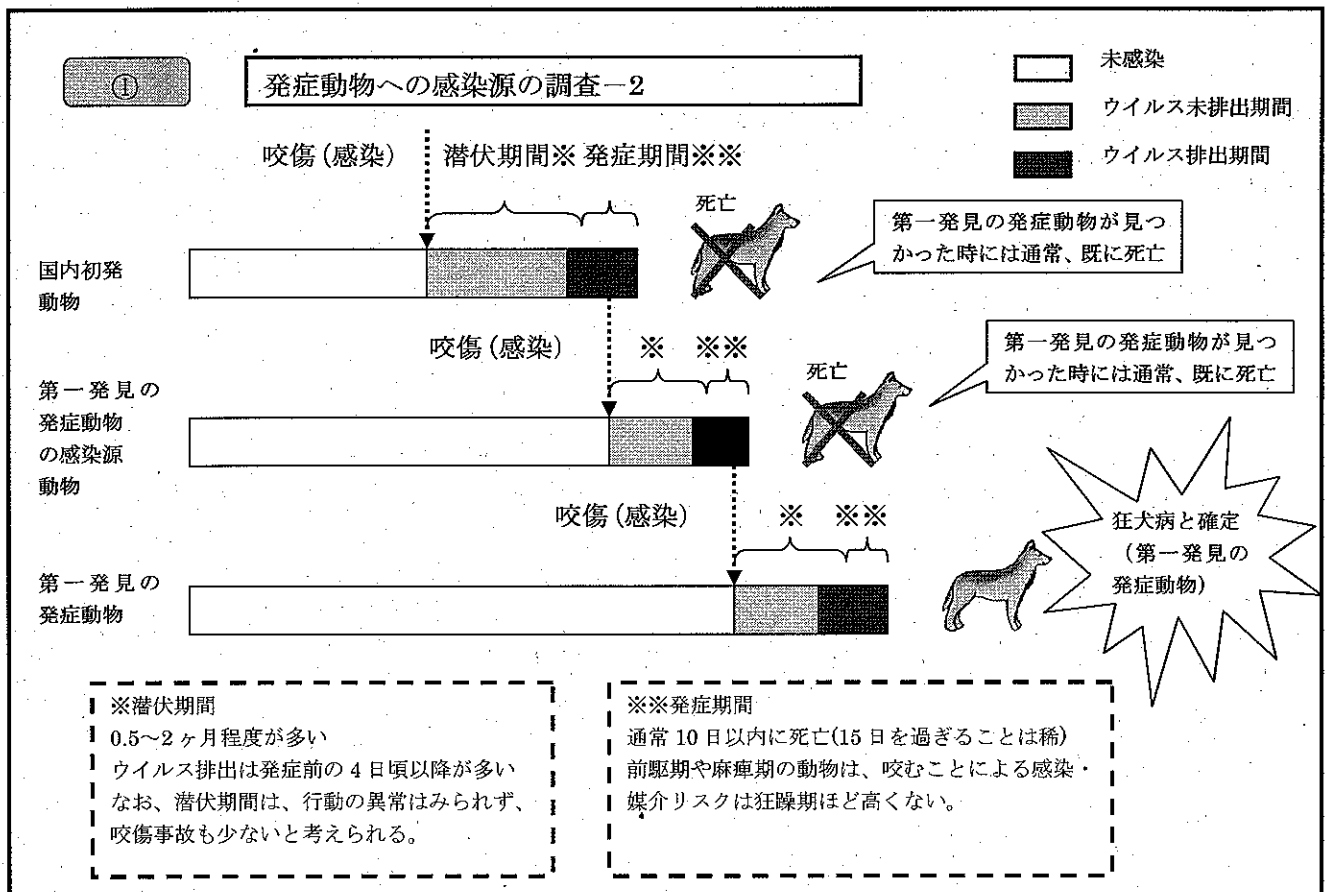 ①
発症動物への感染源の調査－2
未感染
ウイルス未排出期間
ウイルス排出期間
咬傷(感染)
潜伏期間※ 発症期間※※
死亡
第一発見の発症動物が見つ
かった時には通常、既に死亡
国内初発
動物
咬傷(感染)
※ ※※
死亡
第一発見の発症動物が見つ
かった時には通常、既に死亡
第一発見の
発症動物
の感染源
動物
咬傷(感染)
※ ※※
狂犬病と確定
（第一発見の
発症動物）
第一発見の
発症動物
※潜伏期間
0.5～2ヶ月程度が多い
ウイルス排出は発症前の4日頃以降が多い
なお、潜伏期間は、行動の異常はみられず、
咬傷事故も少ないと考えられる。
※※発症期間
通常10日以内に死亡(15日を過ぎることは稀)
前駆期や麻痺期の動物は、咬むことによる感染・
媒介リスクは狂躁期ほど高くない。